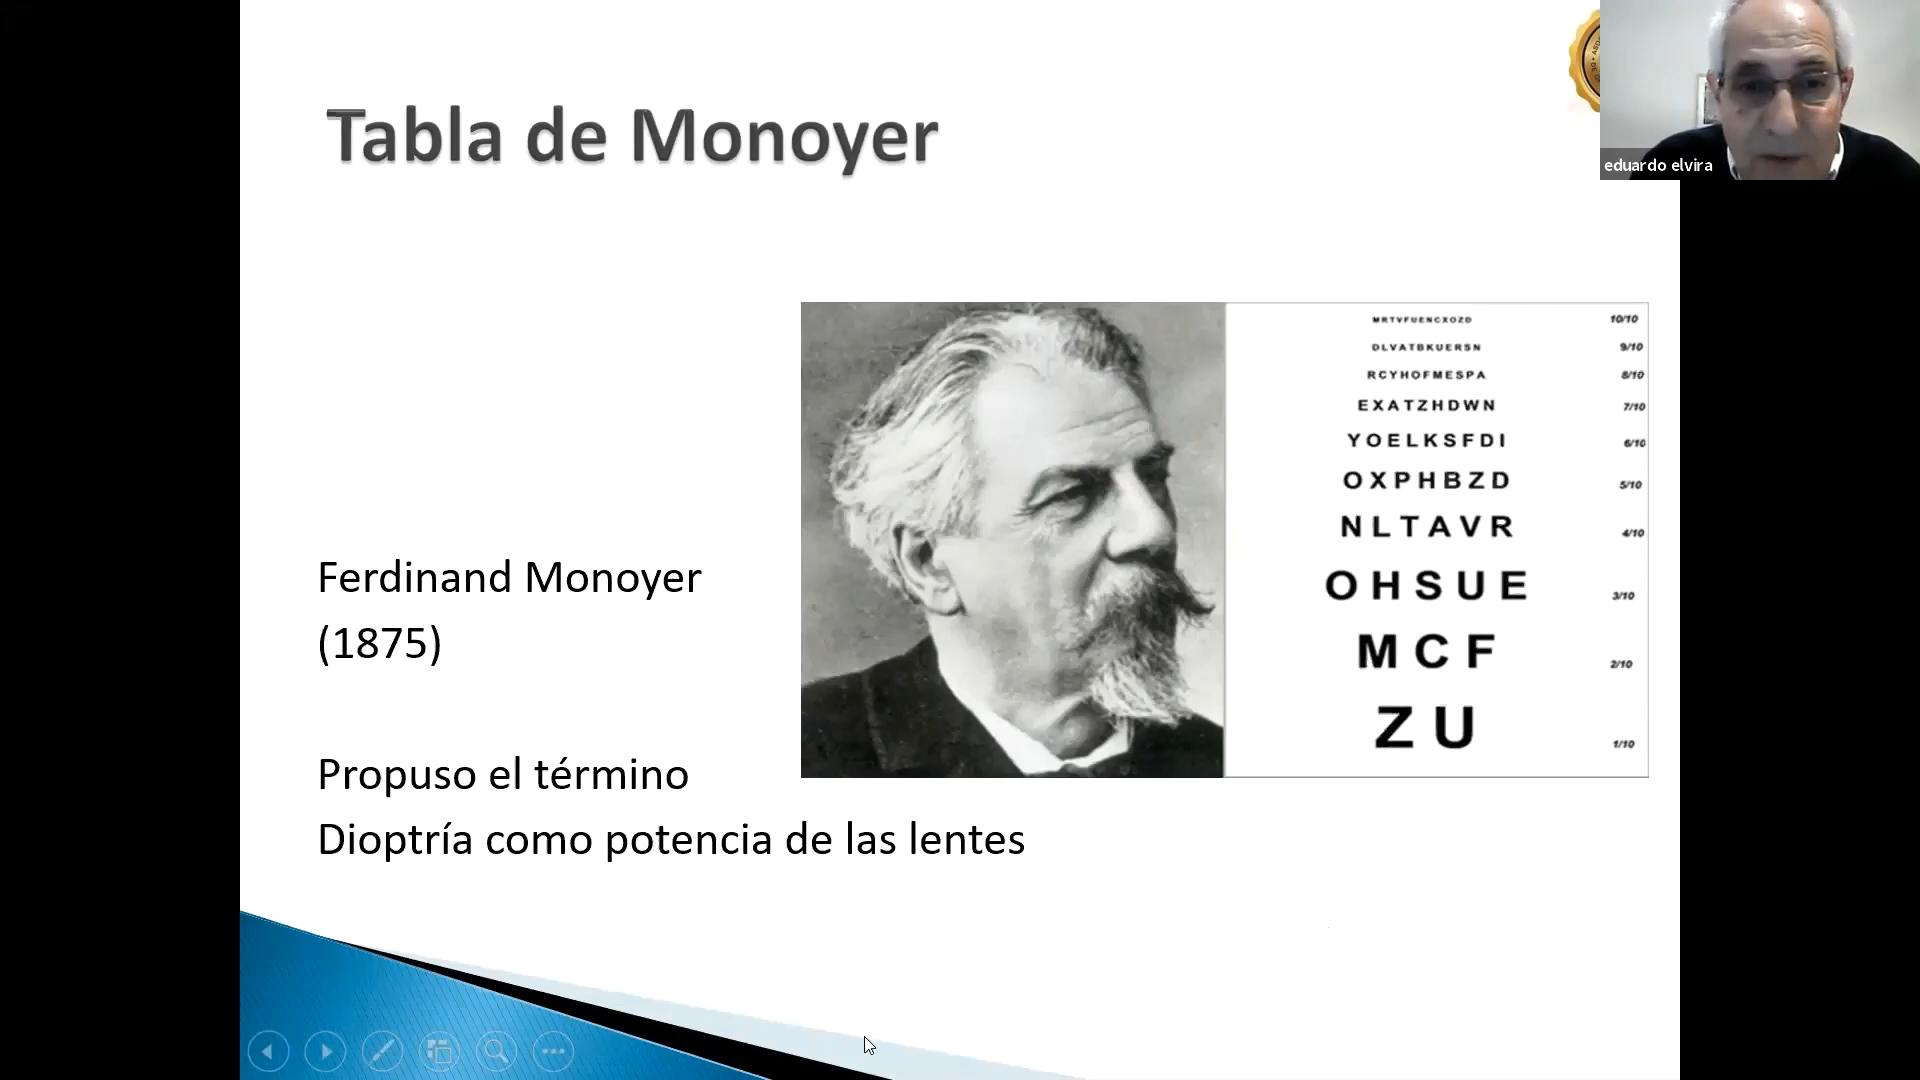 Tabla de Monoyer
eduardo elvira
MRTVFUENCXOZD 10/10
DLVATBKUERSN 9/10
RCYHOFMESPA 8/10
EXATZHDWN 7/10
YOELKSFDI 6/10
OXPHBZD 5/10
NLTAVR 4/10
OHSUE 3/10
MCF 2/10
ZU 1/10
Ferdinand Monoyer
(1875)
Propuso el término
Dioptría como potencia de las lentes